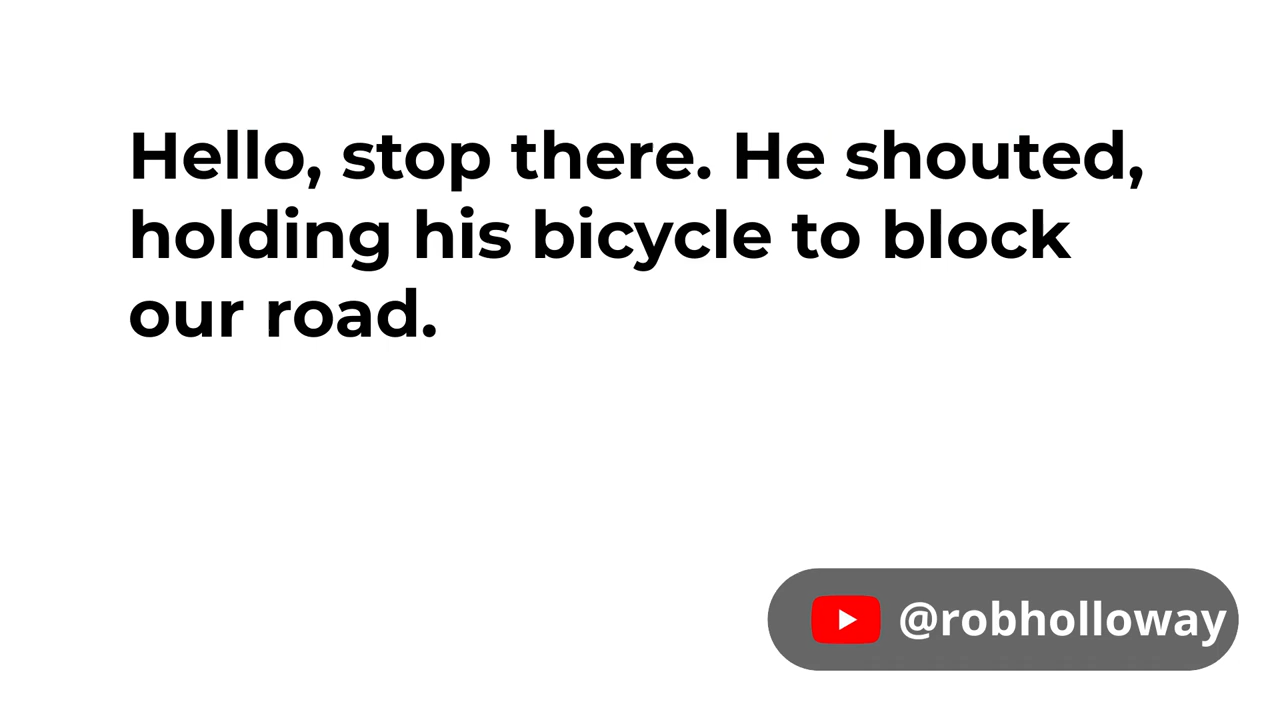 Hello, stop there. He shouted,
holding his bicycle to block
our road.
@robholloway